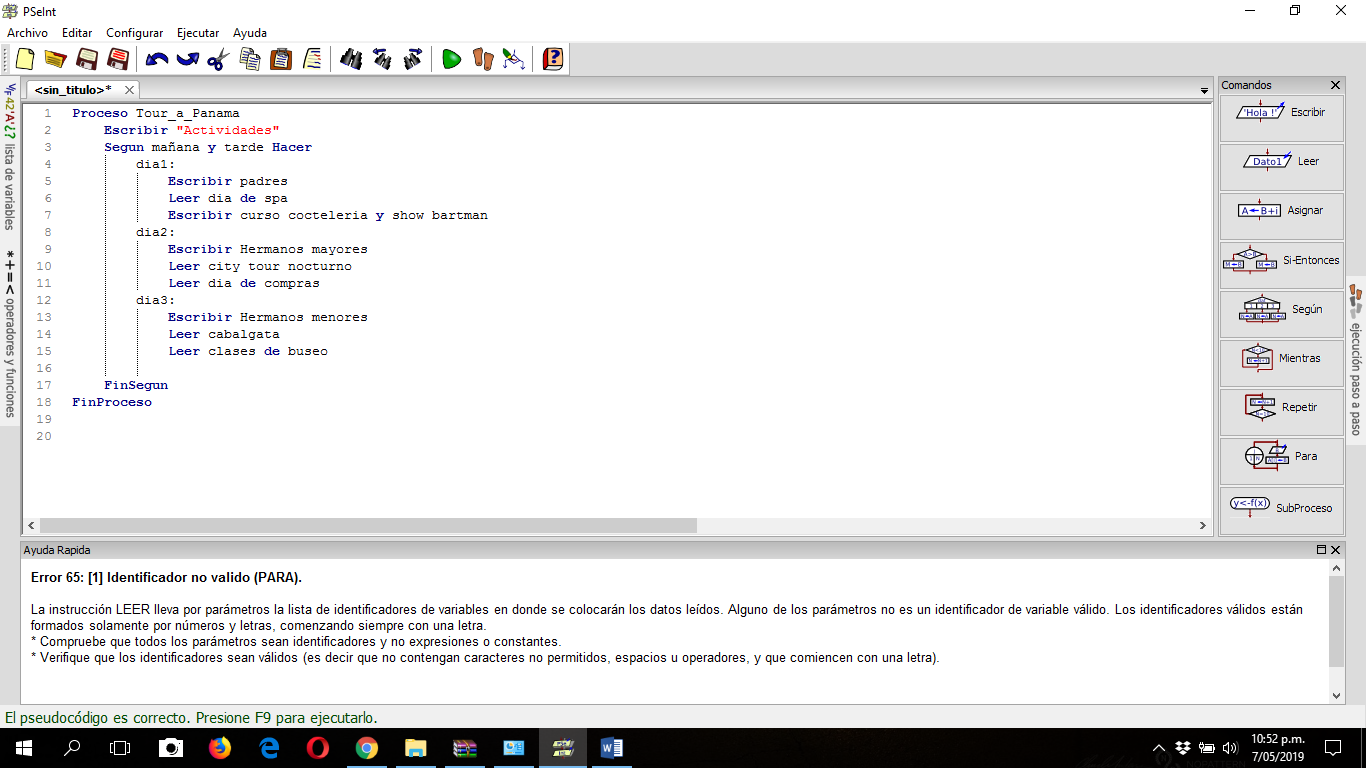 PSeInt
Archivo Editar Configurar Ejecutar Ayuda
<sin_titulo>*
lista de variables
operadores y funciones
1 Proceso Tour_a_Panama
2 Escribir "Actividades"
3 Segun mañana y tarde Hacer
4 dia1:
5 Escribir padres
6 Leer dia de spa
7 Escribir curso cocteleria y show bartman
8 dia2:
9 Escribir Hermanos mayores
10 Leer city tour nocturno
11 Leer dia de compras
12 dia3:
13 Escribir Hermanos menores
14 Leer cabalgata
15 Leer clases de buseo
16
17 FinSegun
18 FinProceso
19
20
Comandos
'Hola !' Escribir
Dato1 Leer
A←B+i Asignar
Si-Entonces
Según
Mientras
Repetir
Para
y<-f(x) SubProceso
ejecución paso a paso
Ayuda Rapida
Error 65: [1] Identificador no valido (PARA).
La instrucción LEER lleva por parámetros la lista de identificadores de variables en donde se colocarán los datos leídos. Alguno de los parámetros no es un identificador de variable válido. Los identificadores válidos están
formados solamente por números y letras, comenzando siempre con una letra.
* Compruebe que todos los parámetros sean identificadores y no expresiones o constantes.
* Verifique que los identificadores sean válidos (es decir que no contengan caracteres no permitidos, espacios u operadores, y que comiencen con una letra).
El pseudocódigo es correcto. Presione F9 para ejecutarlo.
10:52 p.m.
7/05/2019